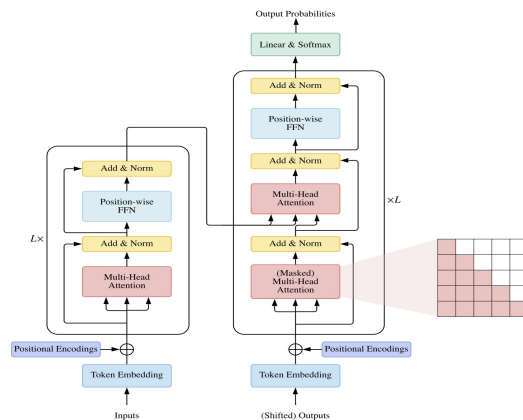 Output Probabilities
Linear & Softmax
Add & Norm
Position-wise
FFN
Add & Norm
Multi-Head
Attention
Add & Norm
(Masked)
Multi-Head
Attention
×L
Positional Encodings
Token Embedding
(Shifted) Outputs
Add & Norm
Position-wise
FFN
L×
Add & Norm
Multi-Head
Attention
Positional Encodings
Token Embedding
Inputs